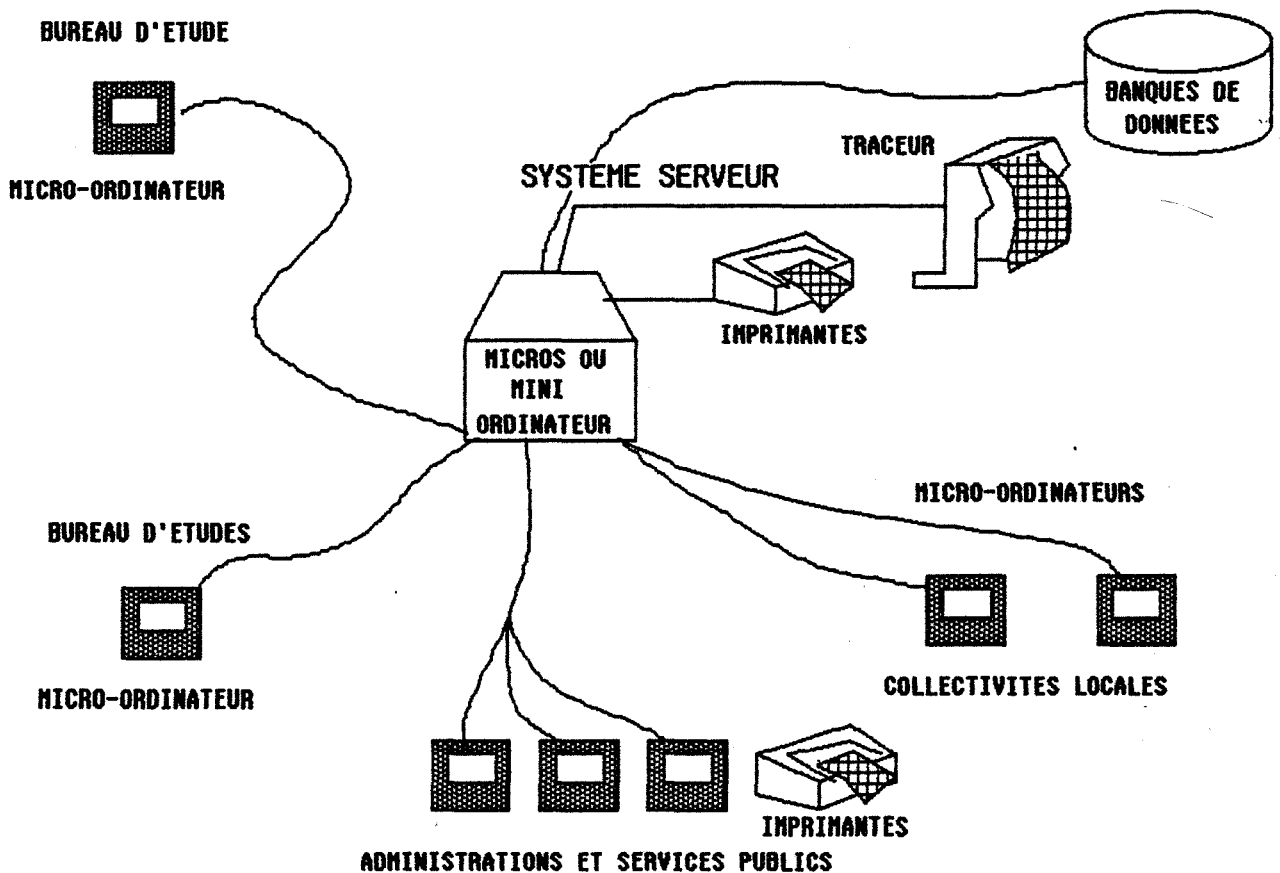 BUREAU D'ETUDE
MICRO-ORDINATEUR
BANQUES DE
DONNEES
TRACEUR
SYSTEME SERVEUR
IMPRIMANTES
MICROS OU
MINI
ORDINATEUR
MICRO-ORDINATEURS
BUREAU D'ETUDES
MICRO-ORDINATEUR
COLLECTIVITES LOCALES
IMPRIMANTES
ADMINISTRATIONS ET SERVICES PUBLICS